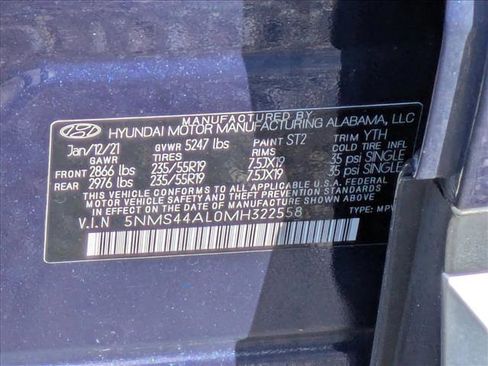 MANUFACTURED BY
HYUNDAI MOTOR MANUFACTURING ALABAMA, LLC
Jan/12/21 GVWR 5247 lbs PAINT ST2 TRIM YTH
GAWR TIRES RIMS COLD TIRE INFL
FRONT 2866 lbs 235/55R19 7.5JX19 35 psi SINGLE
REAR 2976 lbs 235/55R19 7.5JX19 35 psi SINGLE
THIS VEHICLE CONFORMS TO ALL APPLICABLE U.S.A. FEDERAL
MOTOR VEHICLE SAFETY AND THEFT PREVENTION STANDARDS
IN EFFECT ON THE DATE OF MANUFACTURE SHOWN ABOVE.
V.I.N 5NMS44AL0MH322558 TYPE: MPV